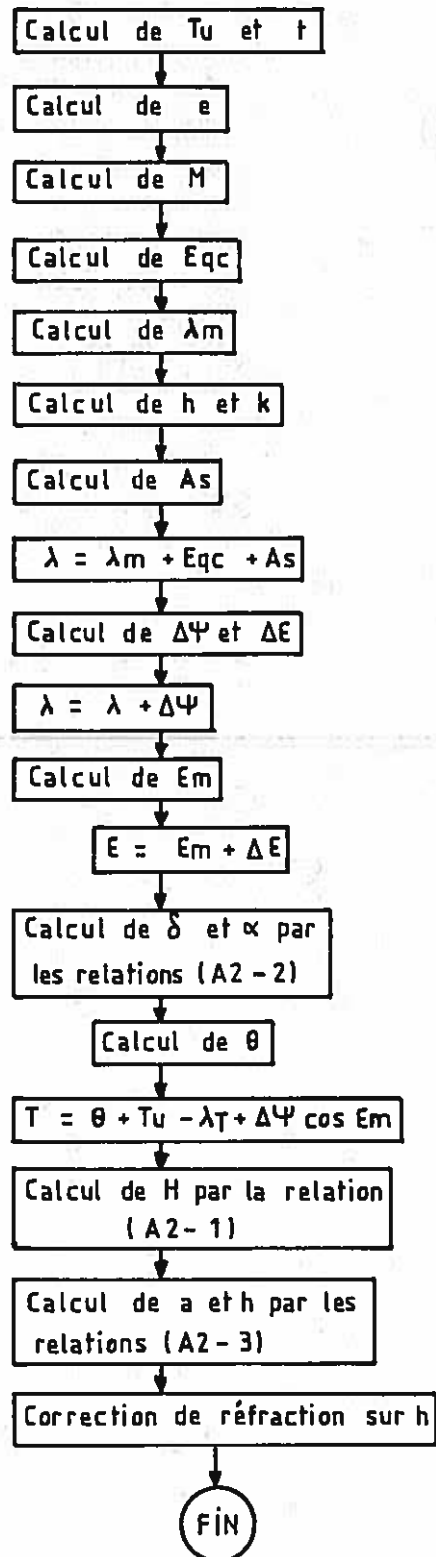 Calcul de Tu et t
Calcul de e
Calcul de M
Calcul de Eqc
Calcul de λm
Calcul de h et k
Calcul de As
λ = λm + Eqc + As
Calcul de ΔΨ et ΔE
λ = λ + ΔΨ
Calcul de Em
E = Em + ΔE
Calcul de δ et α par
les relations (A2-2)
Calcul de θ
T = θ + Tu - λT + ΔΨ cos Em
Calcul de H par la relation
(A2-1)
Calcul de a et h par les
relations (A2-3)
Correction de réfraction sur h
FiN